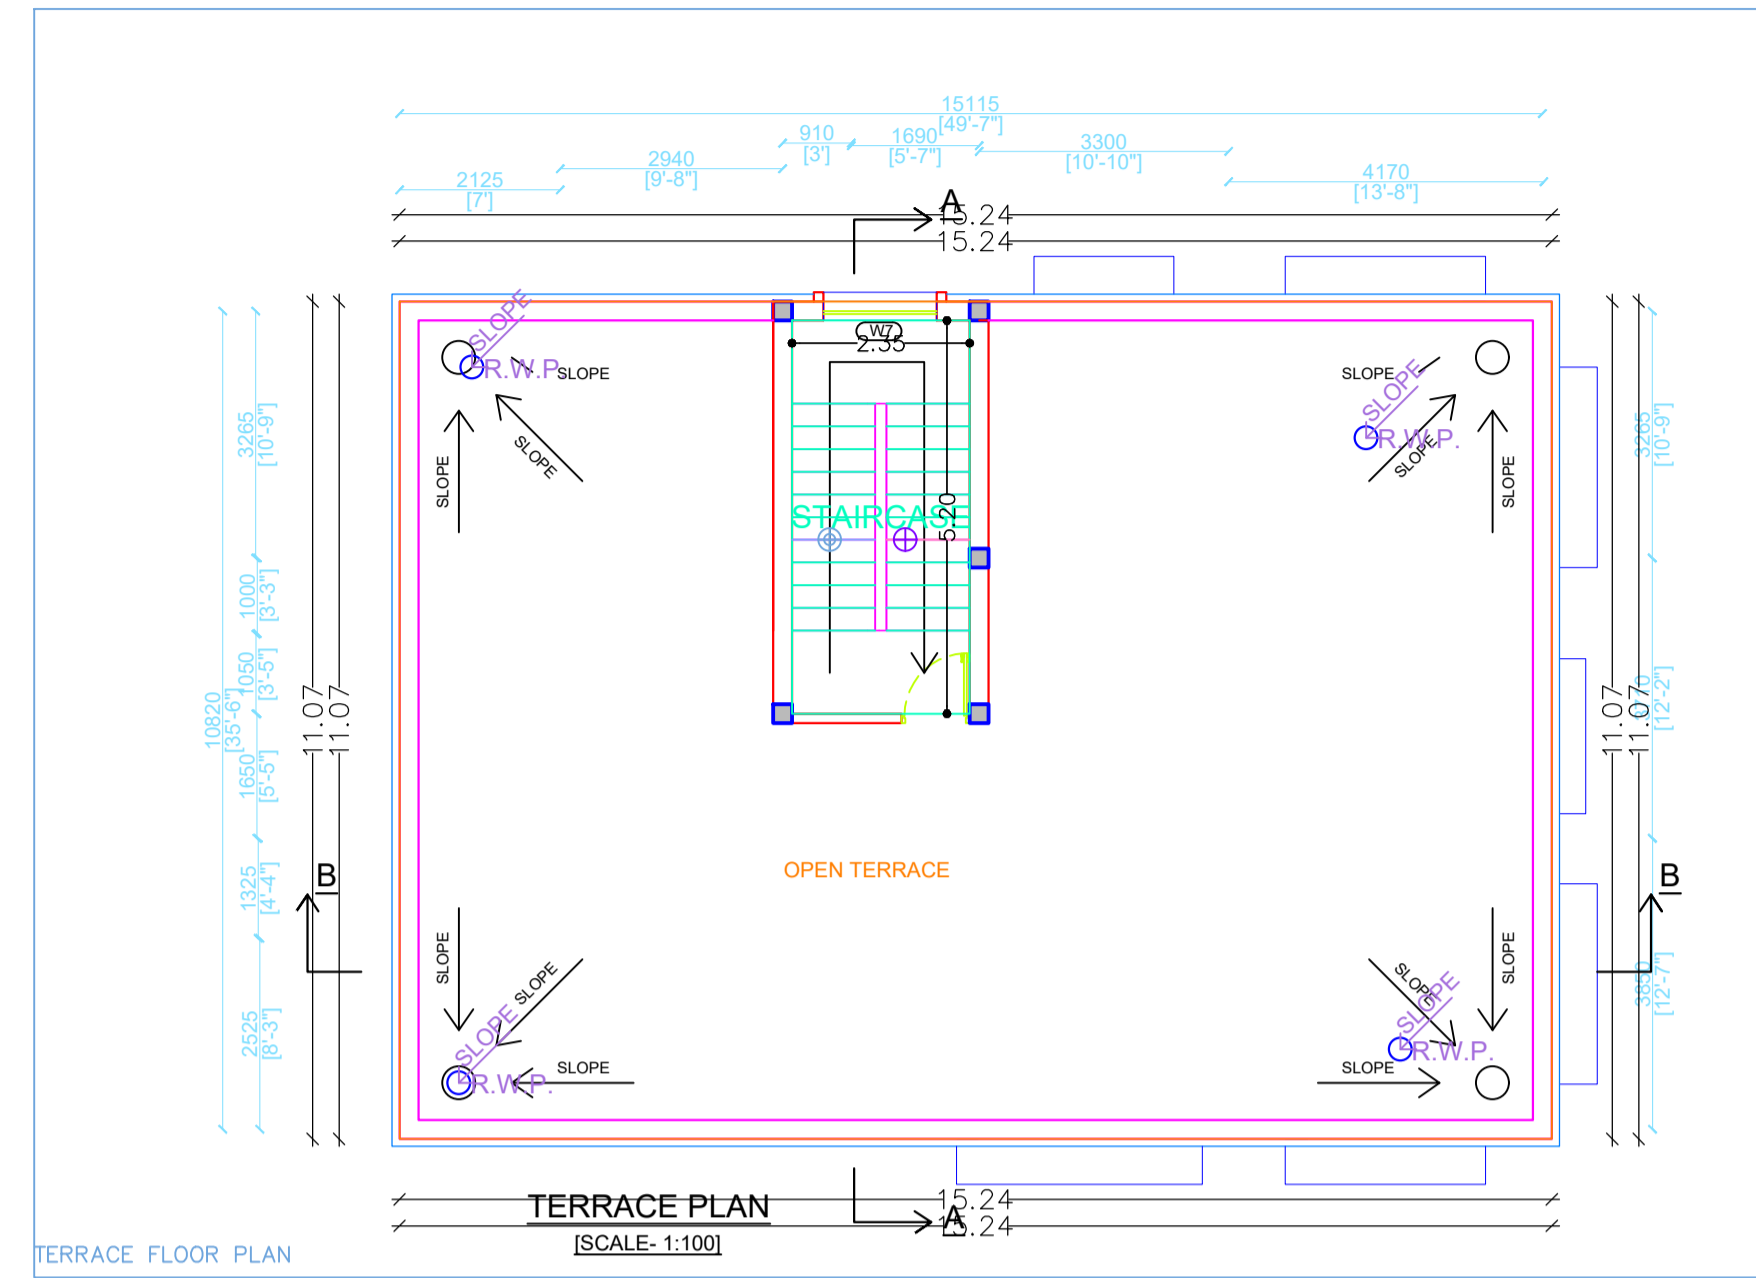 15115
[49'-7"]
910
[3']
1690
[5'-7"]
3300
[10'-10"]
2940
[9'-8"]
4170
[13'-8"]
2125
[7']
A
15.24
15.24
SLOPE
R.W.P.
SLOPE
SLOPE
SLOPE
W7
2.35
STAIRCASE
5.20
SLOPE
SLOPE
R.W.P.
SLOPE
SLOPE
3265
[10'-9"]
1000
[3'-3"]
1050
[3'-5"]
10820
[35'-6"]
1650
[5'-5"]
1325
[4'-4"]
2525
[8'-3"]
11.07
11.07
3265
[10'-9"]
[12'-2"]
3850
[12'-7"]
11.07
11.07
OPEN TERRACE
B
B
SLOPE
SLOPE
SLOPE
R.W.P.
SLOPE
SLOPE
SLOPE
SLOPE
R.W.P.
SLOPE
15.24
15.24
A
TERRACE PLAN
[SCALE- 1:100]
TERRACE FLOOR PLAN